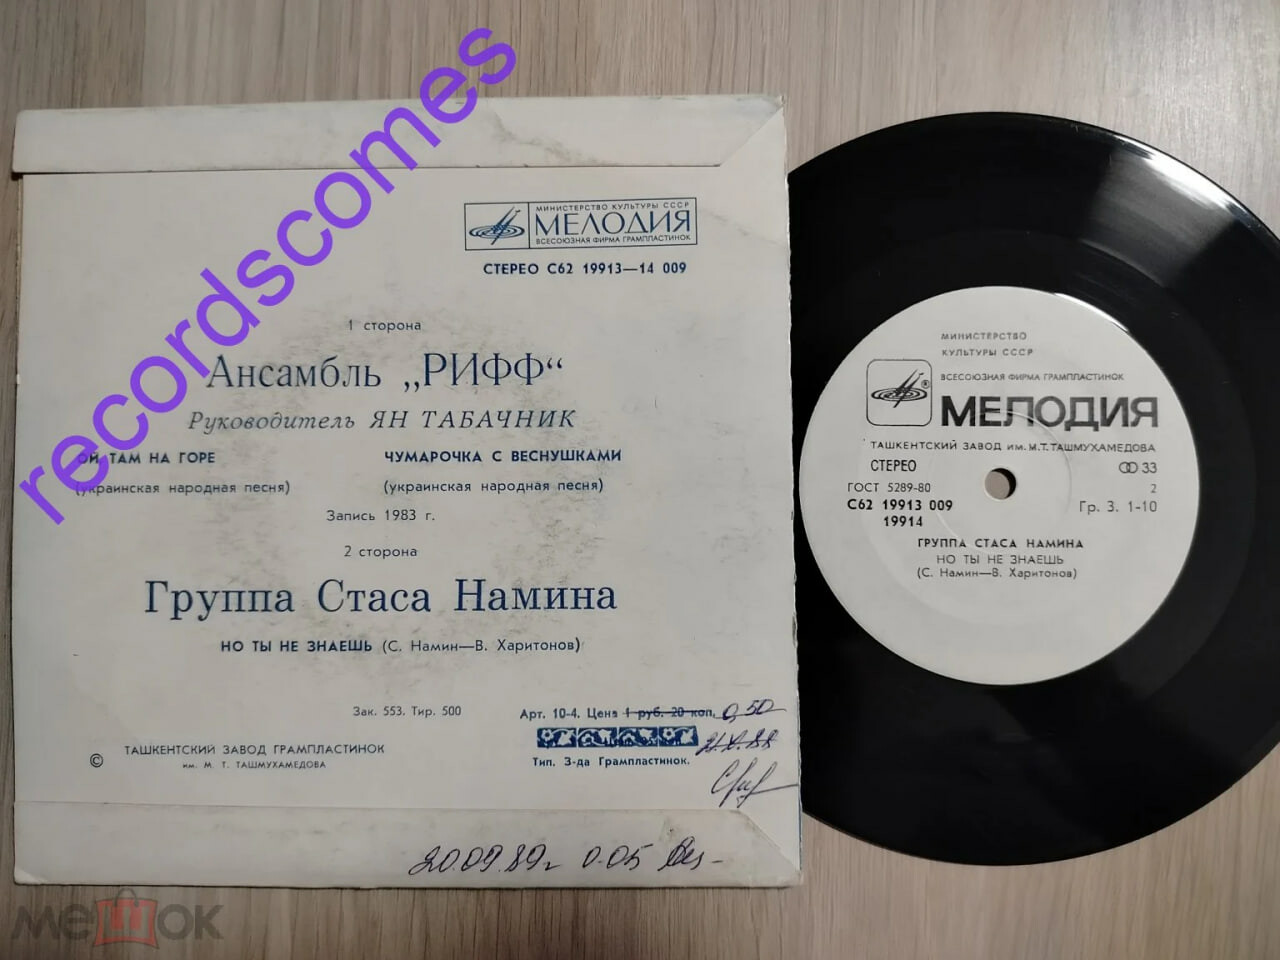 recordscomes
МИНИСТЕРСТВО КУЛЬТУРЫ СССР
МЕЛОДИЯ
ВСЕСОЮЗНАЯ ФИРМА ГРАМПЛАСТИНОК
СТЕРЕО С62 19913—14 009
1 сторона
Ансамбль „РИФФ“
Руководитель ЯН ТАБАЧНИК
ОЙ, ТАМ НА ГОРЕ
(украинская народная песня)
ЧУМАРОЧКА С ВЕСНУШКАМИ
(украинская народная песня)
Запись 1983 г.
2 сторона
Группа Стаса Намина
НО ТЫ НЕ ЗНАЕШЬ (С. Намин—В. Харитонов)
Зак. 553. Тир. 500
Арт. 10-4. Цена 1 руб. 20 коп. 0,50
© ТАШКЕНТСКИЙ ЗАВОД ГРАМПЛАСТИНОК
им. М. Т. ТАШМУХАМЕДОВА
Тип. З-да Грампластинок.
20.09.89г 0.05
МИНИСТЕРСТВО
КУЛЬТУРЫ СССР
ВСЕСОЮЗНАЯ ФИРМА ГРАМПЛАСТИНОК
® МЕЛОДИЯ
ТАШКЕНТСКИЙ ЗАВОД ИМ. М. Т. ТАШМУХАМЕДОВА
СТЕРЕО 33
ГОСТ 5289-80 2
С62 19913 009 Гр. 3. 1-10
19914
ГРУППА СТАСА НАМИНА
НО ТЫ НЕ ЗНАЕШЬ
(С. Намин—В. Харитонов)
мешок